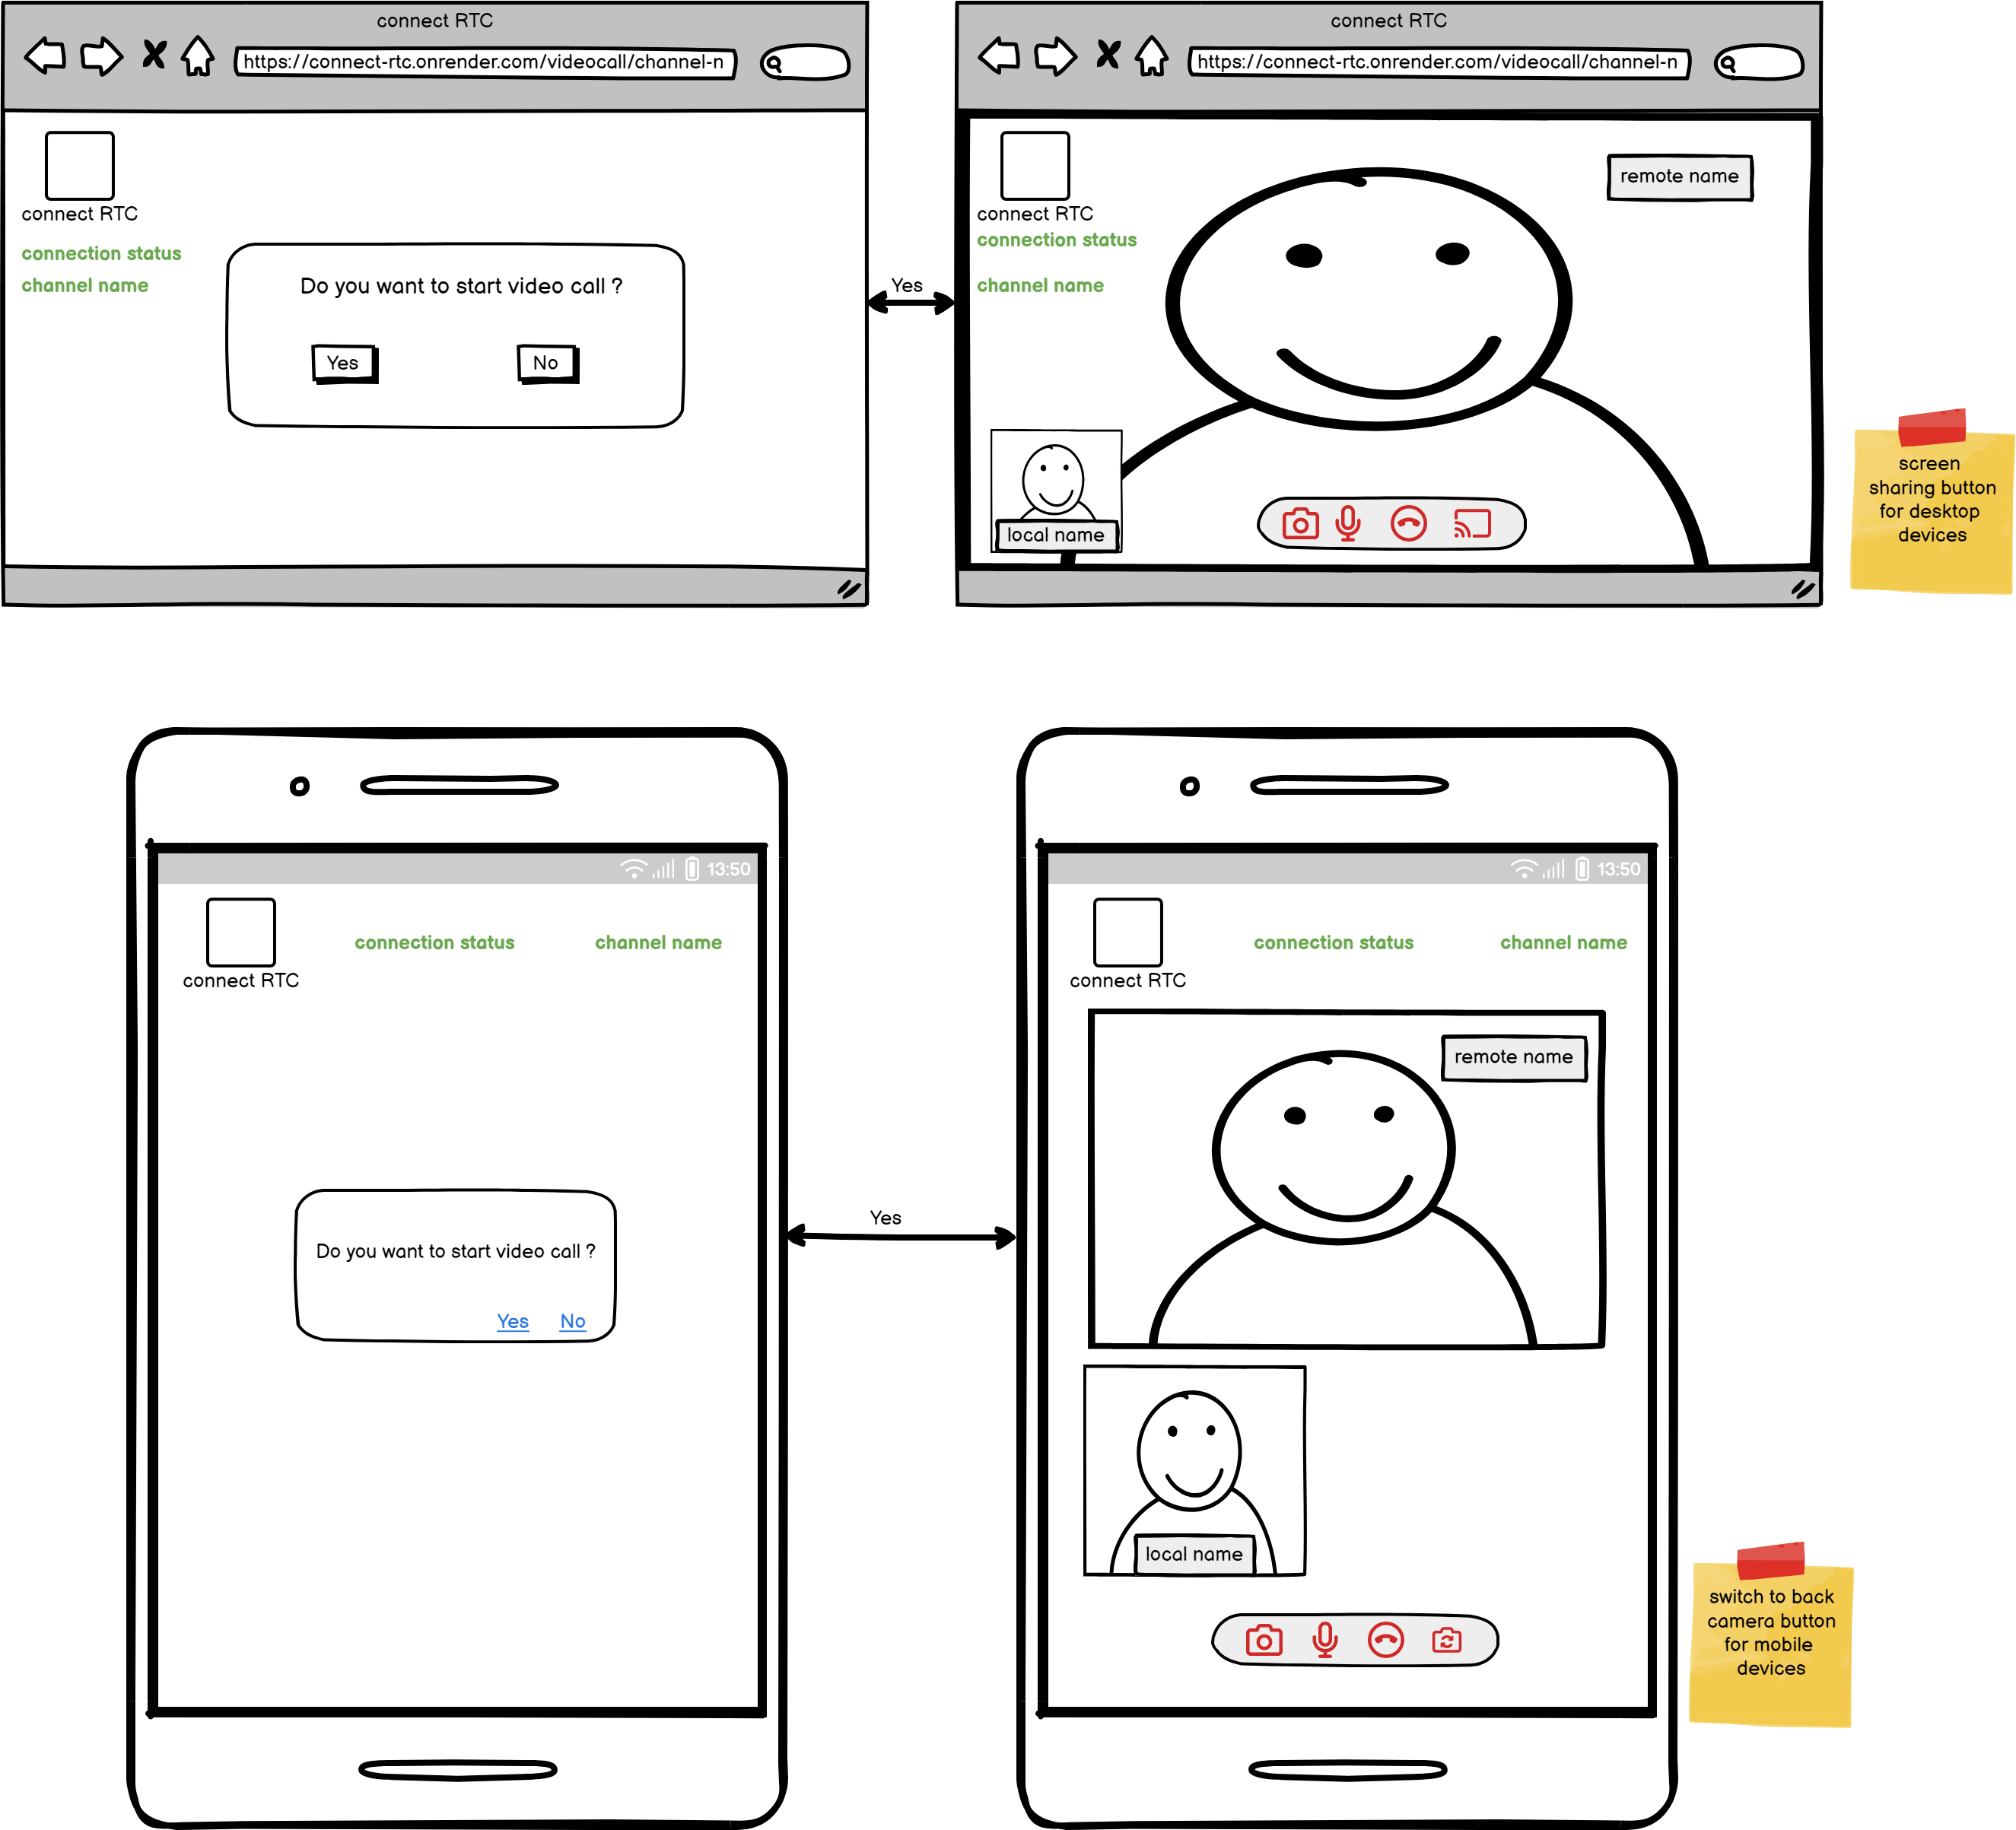 connect RTC
https://connect-rtc.onrender.com/videocall/channel-n
connect RTC
connection status
channel name
Do you want to start video call ?
Yes
No
Yes
connect RTC
https://connect-rtc.onrender.com/videocall/channel-n
connect RTC
connection status
channel name
remote name
local name
screen
sharing button
for desktop
devices
13:50
connect RTC
connection status
channel name
Do you want to start video call ?
Yes No
Yes
13:50
connect RTC
connection status
channel name
remote name
local name
switch to back
camera button
for mobile
devices